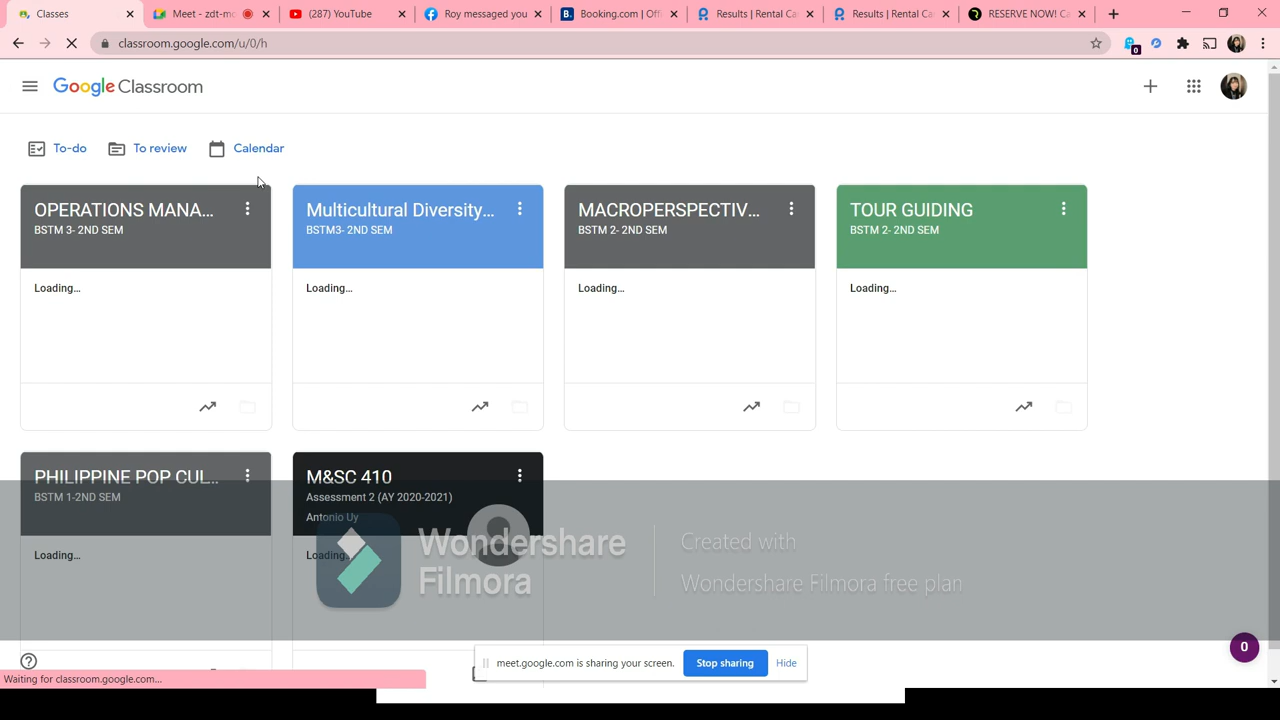 Classes
Meet - zdt-mo
(287) YouTube
Roy messaged you
Booking.com | Offi
Results | Rental Ca
Results | Rental Ca
RESERVE NOW! Ca
classroom.google.com/u/0/h
0
Google Classroom
To-do
To review
Calendar
OPERATIONS MANA...
BSTM 3- 2ND SEM
Loading...
Multicultural Diversity...
BSTM3- 2ND SEM
Loading...
MACROPERSPECTIV...
BSTM 2- 2ND SEM
Loading...
TOUR GUIDING
BSTM 2- 2ND SEM
Loading...
PHILIPPINE POP CUL...
BSTM 1-2ND SEM
Loading...
M&SC 410
Assessment 2 (AY 2020-2021)
Antonio Uy
Loading...
Wondershare
Filmora
Created with
Wondershare Filmora free plan
0
meet.google.com is sharing your screen.
Stop sharing
Hide
Waiting for classroom.google.com...